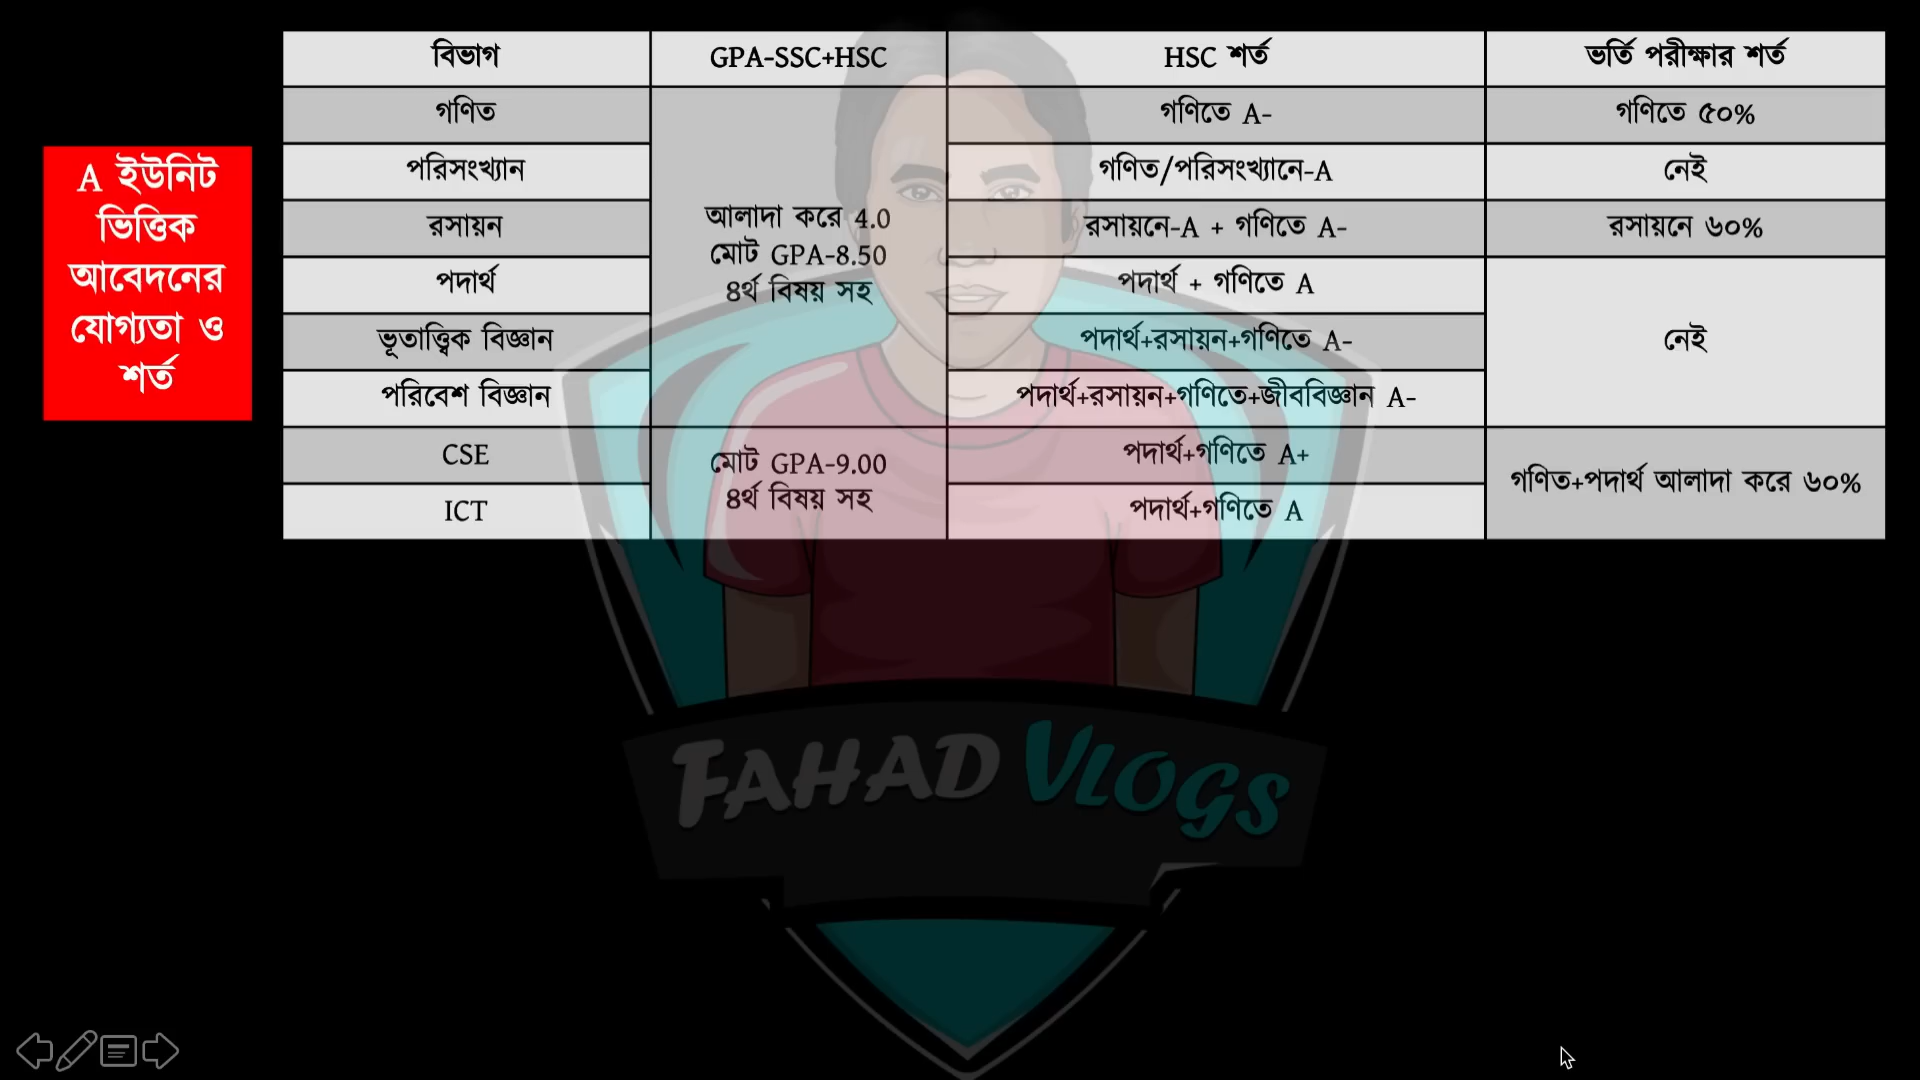 A ইউনিট
ভিত্তিক
আবেদনের
যোগ্যতা ও
শর্ত
বিভাগ GPA-SSC+HSC HSC শর্ত ভর্তি পরীক্ষার শর্ত
গণিত গণিতে A- গণিতে ৫০%
পরিসংখ্যান গণিত/পরিসংখ্যানে-A নেই
রসায়ন রসায়নে-A + গণিতে A- রসায়নে ৬০%
আলাদা করে 4.0
মোট GPA-8.50
৪র্থ বিষয় সহ
পদার্থ পদার্থ + গণিতে A
ভূতাত্ত্বিক বিজ্ঞান পদার্থ+রসায়ন+গণিতে A- নেই
পরিবেশ বিজ্ঞান পদার্থ+রসায়ন+গণিতে+জীববিজ্ঞান A-
CSE পদার্থ+গণিতে A+
মোট GPA-9.00
৪র্থ বিষয় সহ
গণিত+পদার্থ আলাদা করে ৬০%
ICT পদার্থ+গণিতে A
FAHAD VLOGS